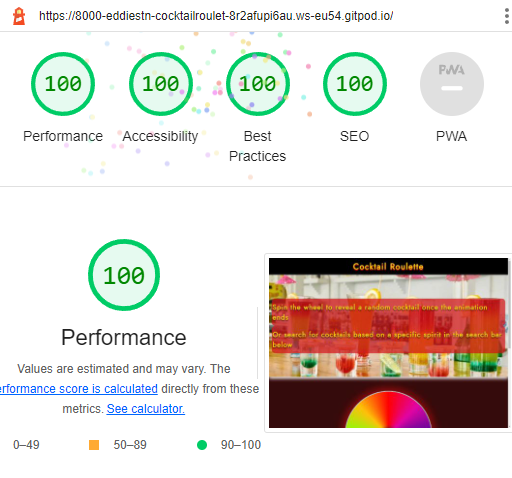 https://8000-eddiestn-cocktailroulet-8r2afupi6au.ws-eu54.gitpod.io/
100 100 100 100 PWA
Performance Accessibility Best Practices SEO PWA
100
Performance
Values are estimated and may vary. The
erformance score is calculated directly from these
metrics. See calculator.
0–49 50–89 90–100
Cocktail Roulette
Spin the wheel to reveal a random cocktail once the animation
ends
Or search for cocktails based on a specific spirit in the search bar
below